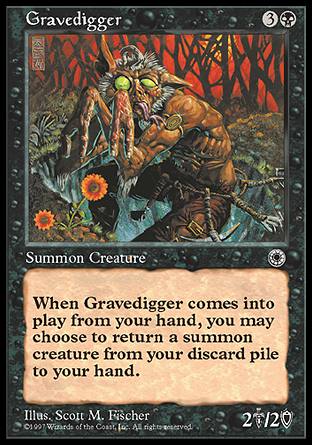 Gravedigger 3
Summon Creature
When Gravedigger comes into
play from your hand, you may
choose to return a summon
creature from your discard pile
to your hand.
Illus. Scott M. Fischer
©1997 Wizards of the Coast, Inc. All rights reserved.
2/2